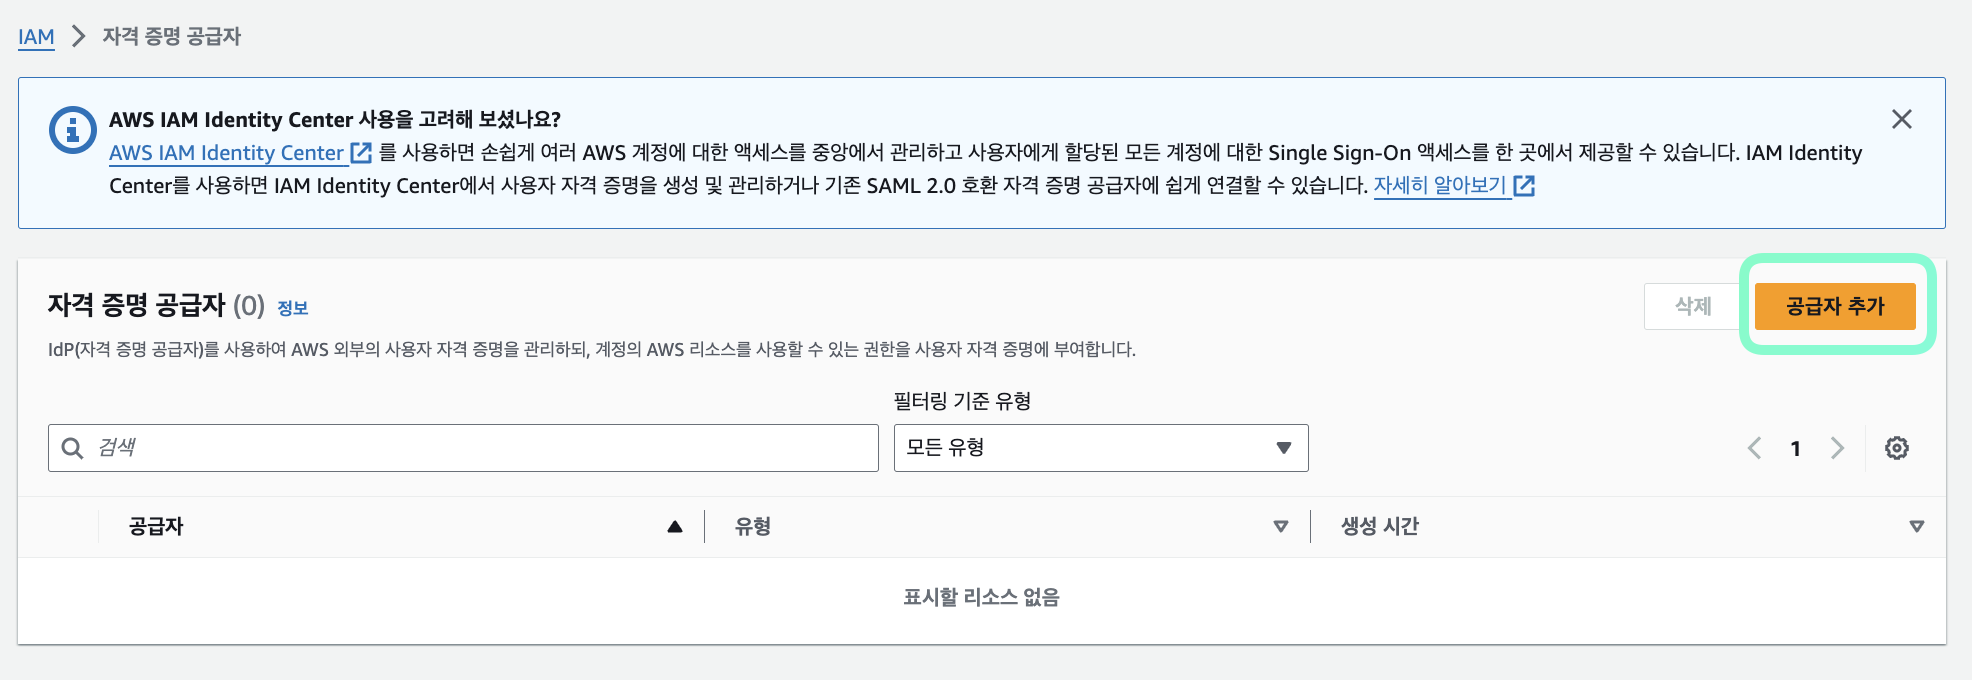 IAM > 자격 증명 공급자
AWS IAM Identity Center 사용을 고려해 보셨나요?
AWS IAM Identity Center 를 사용하면 손쉽게 여러 AWS 계정에 대한 액세스를 중앙에서 관리하고 사용자에게 할당된 모든 계정에 대한 Single Sign-On 액세스를 한 곳에서 제공할 수 있습니다. IAM Identity
Center를 사용하면 IAM Identity Center에서 사용자 자격 증명을 생성 및 관리하거나 기존 SAML 2.0 호환 자격 증명 공급자에 쉽게 연결할 수 있습니다. 자세히 알아보기
자격 증명 공급자 (0) 정보
삭제
공급자 추가
IdP(자격 증명 공급자)를 사용하여 AWS 외부의 사용자 자격 증명을 관리하되, 계정의 AWS 리소스를 사용할 수 있는 권한을 사용자 자격 증명에 부여합니다.
필터링 기준 유형
검색
모든 유형
1
공급자
유형
생성 시간
표시할 리소스 없음